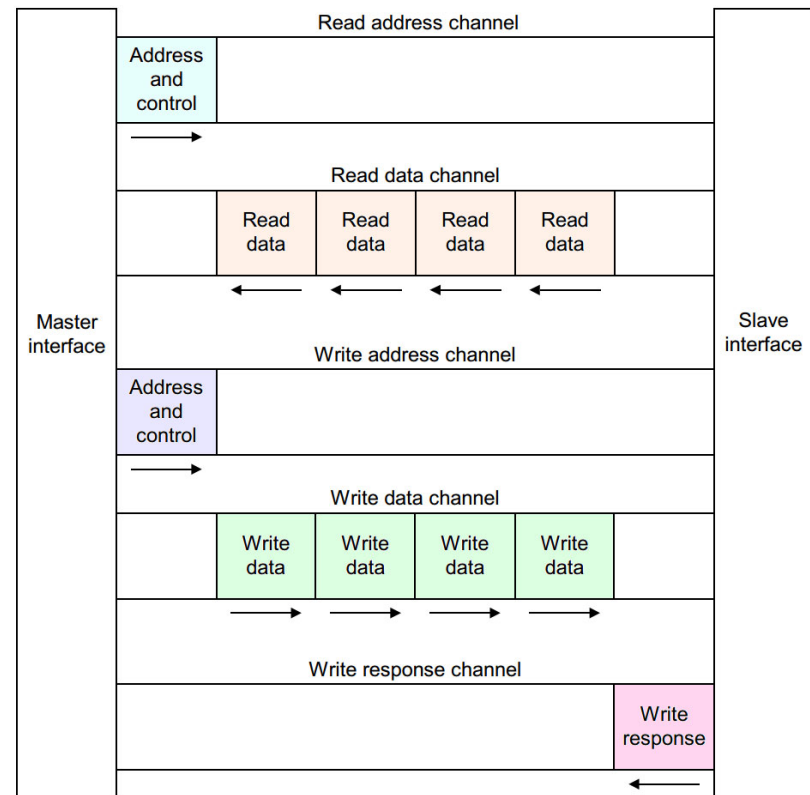 Read address channel
Address
and
control
Read data channel
Read
data
Read
data
Read
data
Read
data
Master
interface
Slave
interface
Write address channel
Address
and
control
Write data channel
Write
data
Write
data
Write
data
Write
data
Write response channel
Write
response